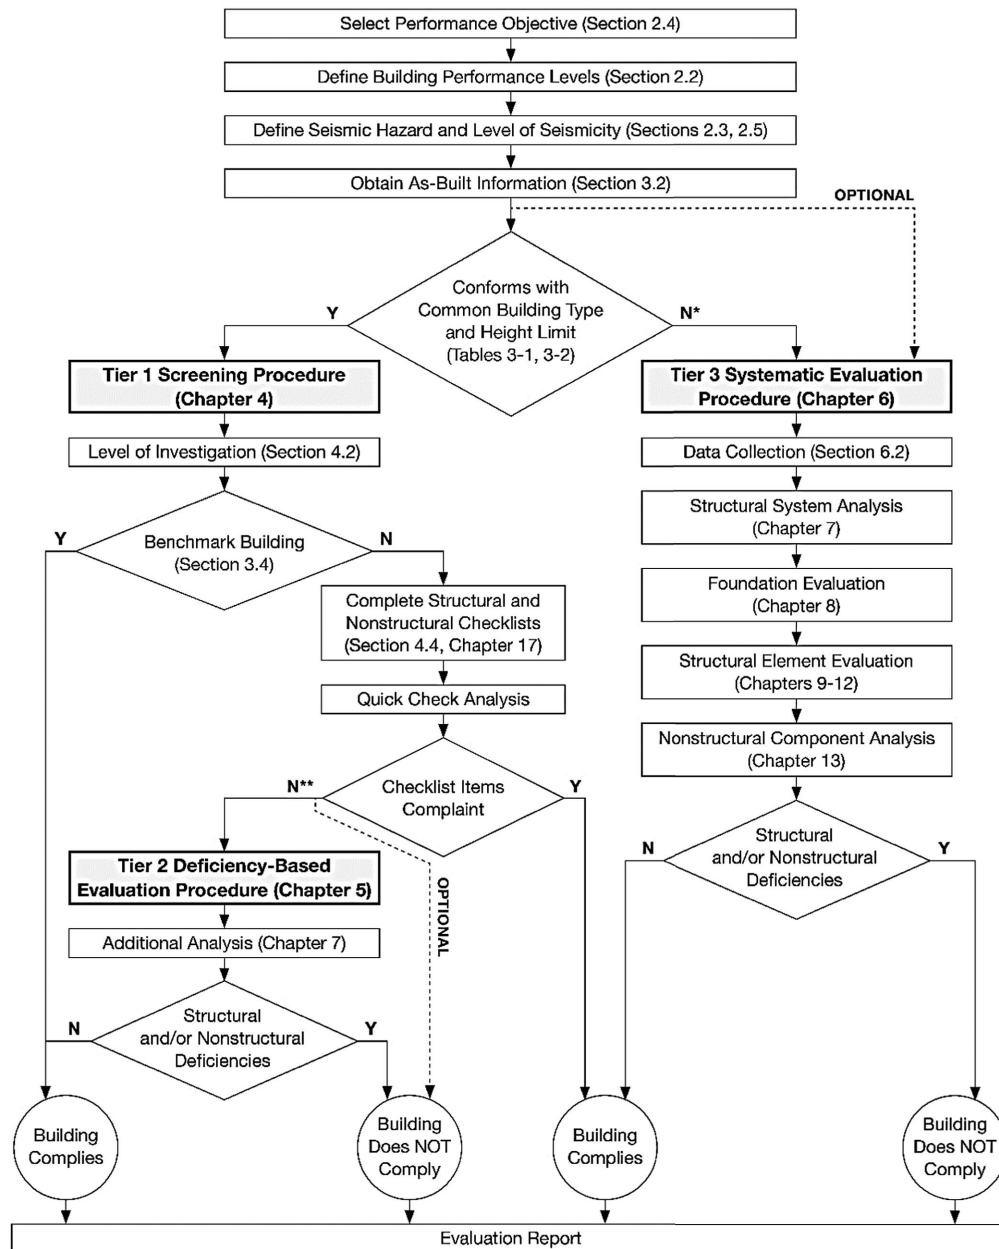 Select Performance Objective (Section 2.4)
Define Building Performance Levels (Section 2.2)
Define Seismic Hazard and Level of Seismicity (Sections 2.3, 2.5)
Obtain As-Built Information (Section 3.2)
OPTIONAL
Conforms with
Common Building Type
and Height Limit
(Tables 3-1, 3-2)
Y
N*
Tier 1 Screening Procedure
(Chapter 4)
Level of Investigation (Section 4.2)
Benchmark Building
(Section 3.4)
Y
N
Complete Structural and
Nonstructural Checklists
(Section 4.4, Chapter 17)
Quick Check Analysis
Checklist Items
Complaint
N**
Y
OPTIONAL
Tier 2 Deficiency-Based
Evaluation Procedure (Chapter 5)
Additional Analysis (Chapter 7)
Structural
and/or Nonstructural
Deficiencies
N
Y
Tier 3 Systematic Evaluation
Procedure (Chapter 6)
Data Collection (Section 6.2)
Structural System Analysis
(Chapter 7)
Foundation Evaluation
(Chapter 8)
Structural Element Evaluation
(Chapters 9-12)
Nonstructural Component Analysis
(Chapter 13)
Structural
and/or Nonstructural
Deficiencies
N
Y
Building
Complies
Building
Does NOT
Comply
Building
Complies
Building
Does NOT
Comply
Evaluation Report